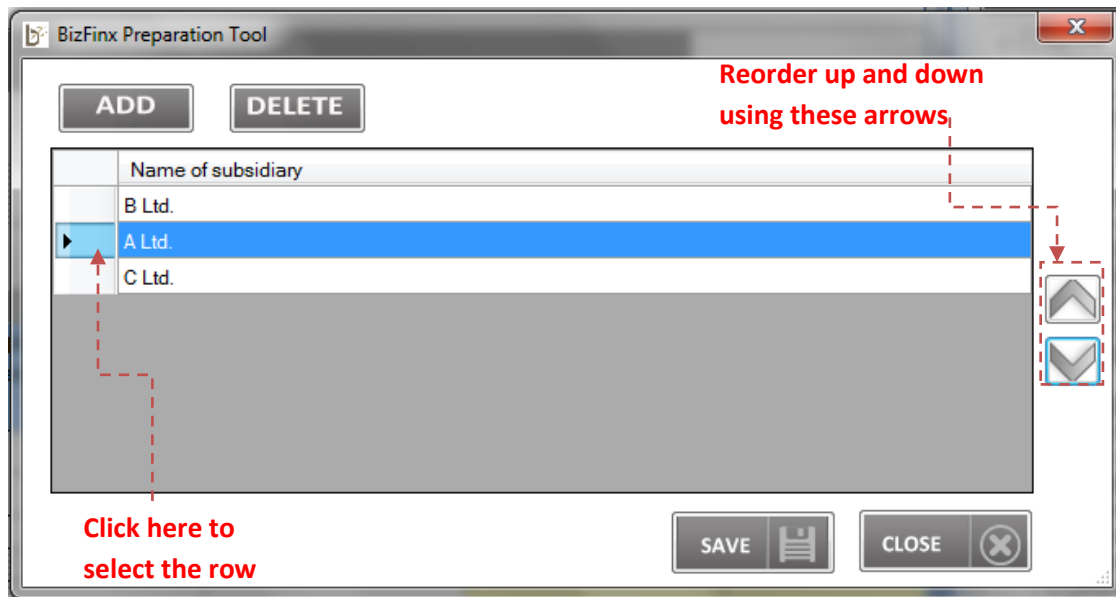 BizFinx Preparation Tool
Reorder up and down
using these arrows
ADD
DELETE
Name of subsidiary
B Ltd.
A Ltd.
C Ltd.
Click here to
select the row
SAVE
CLOSE